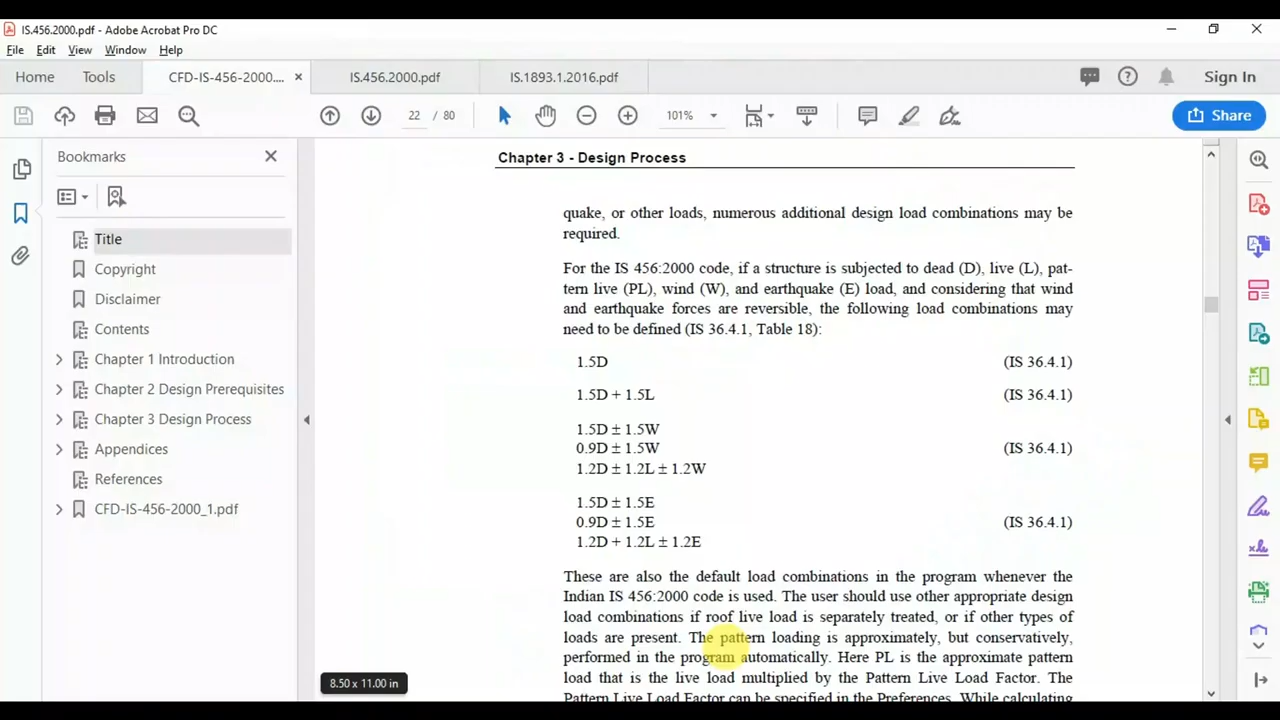 IS.456.2000.pdf - Adobe Acrobat Pro DC
File Edit View Window Help
Home Tools CFD-IS-456-2000.... × IS.456.2000.pdf IS.1893.1.2016.pdf Sign In
22 / 80 101% Share
Bookmarks
Title
Copyright
Disclaimer
Contents
Chapter 1 Introduction
Chapter 2 Design Prerequisites
Chapter 3 Design Process
Appendices
References
CFD-IS-456-2000_1.pdf
Chapter 3 - Design Process
quake, or other loads, numerous additional design load combinations may be
required.
For the IS 456:2000 code, if a structure is subjected to dead (D), live (L), pat-
tern live (PL), wind (W), and earthquake (E) load, and considering that wind
and earthquake forces are reversible, the following load combinations may
need to be defined (IS 36.4.1, Table 18):
1.5D (IS 36.4.1)
1.5D + 1.5L (IS 36.4.1)
1.5D ± 1.5W
0.9D ± 1.5W (IS 36.4.1)
1.2D ± 1.2L ± 1.2W
1.5D ± 1.5E
0.9D ± 1.5E (IS 36.4.1)
1.2D + 1.2L ± 1.2E
These are also the default load combinations in the program whenever the
Indian IS 456:2000 code is used. The user should use other appropriate design
load combinations if roof live load is separately treated, or if other types of
loads are present. The pattern loading is approximately, but conservatively,
performed in the program automatically. Here PL is the approximate pattern
load that is the live load multiplied by the Pattern Live Load Factor. The
Pattern Live Load Factor can be specified in the Preferences. While calculating
8.50 x 11.00 in